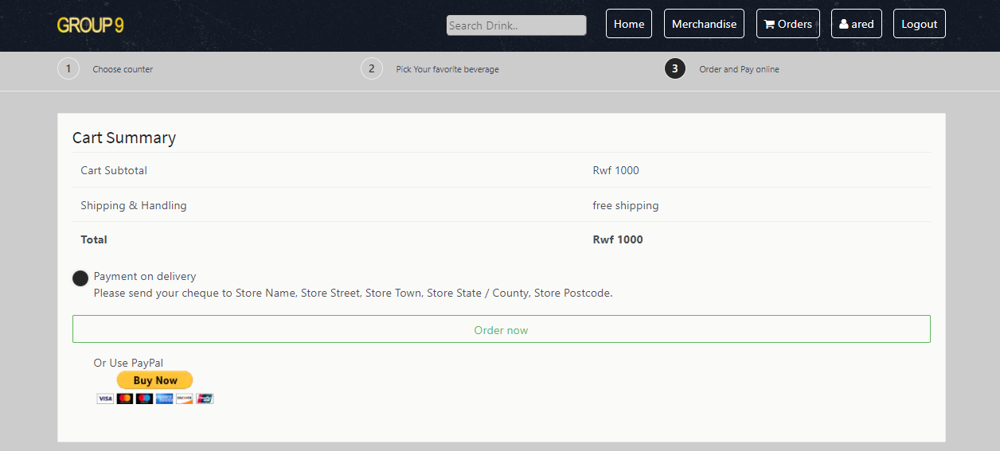 GROUP 9
Search Drink..
Home
Merchandise
Orders
ared
Logout
1 Choose counter
2 Pick Your favorite beverage
3 Order and Pay online
Cart Summary
Cart Subtotal Rwf 1000
Shipping & Handling free shipping
Total Rwf 1000
Payment on delivery
Please send your cheque to Store Name, Store Street, Store Town, Store State / County, Store Postcode.
Order now
Or Use PayPal
Buy Now
VISA DISCOVER